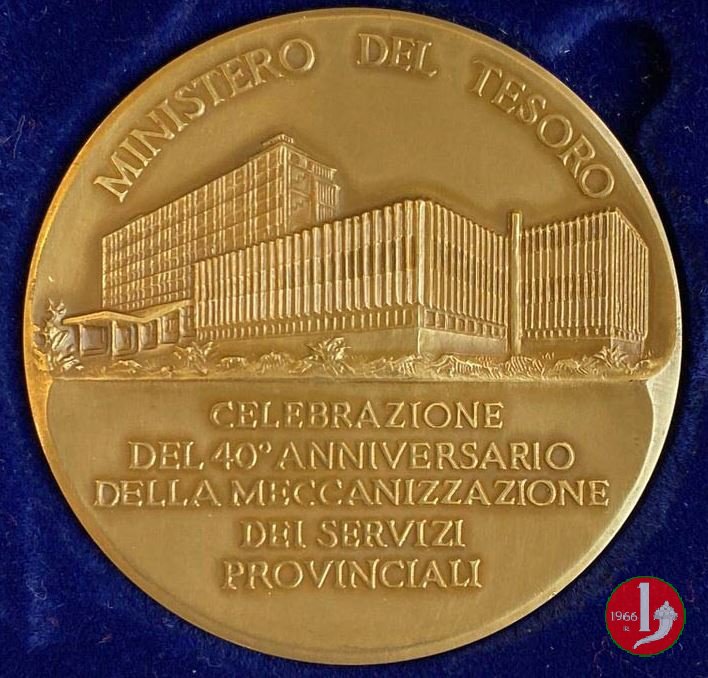 MINISTERO DEL TESORO
CELEBRAZIONE
DEL 40° ANNIVERSARIO
DELLA MECCANIZZAZIONE
DEI SERVIZI
PROVINCIALI
1966